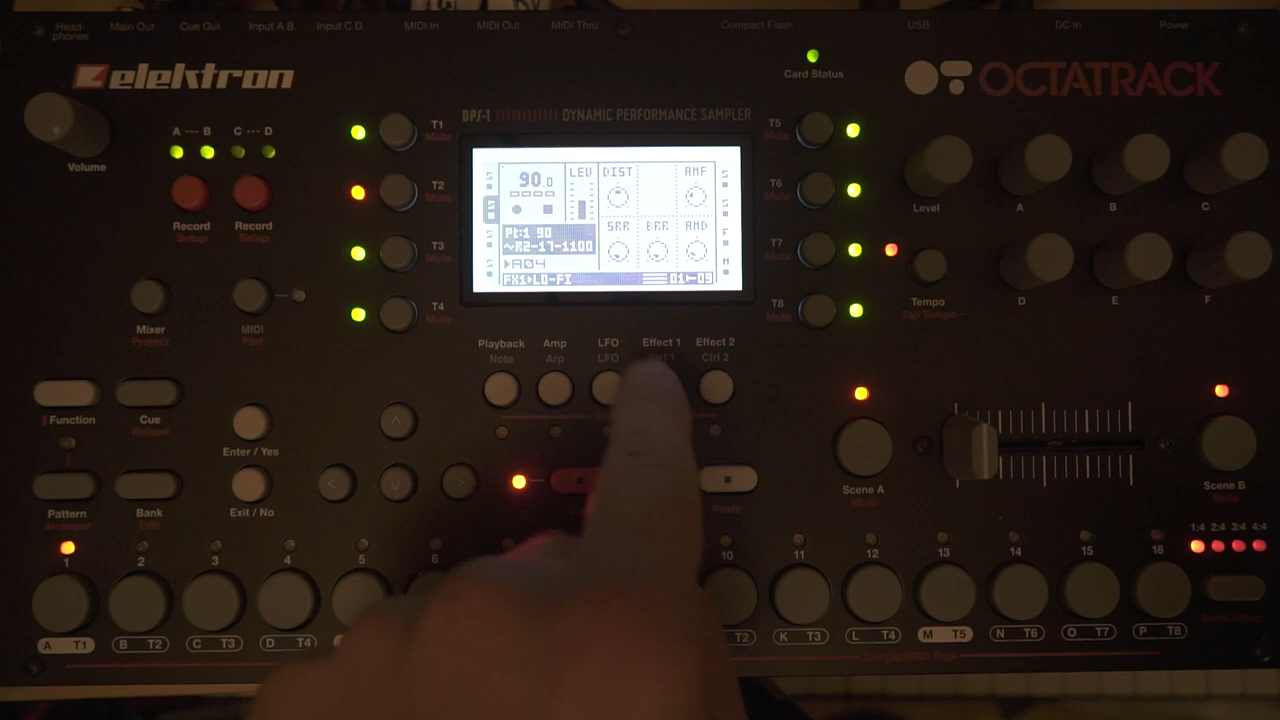 Head-phones Main Out Cue Out Input A B Input C D MIDI In MIDI Out MIDI Thru Compact Flash USB DC In Power
elektron
Card Status
OCTATRACK
DPS-1 DYNAMIC PERFORMANCE SAMPLER
Volume
A --- B C --- D
Record Setup
Record Setup
T1 Mute
T2 Mute
T3 Mute
T4 Mute
90.0
LEV DIST AMF
SRR BRR AMD
Pt:1 90
~R2-17-1100
A04
FX1 LO-FI
T5 Mute
T6 Mute
T7 Mute
T8 Mute
Level A B C
Tempo Tap Tempo D E F
Mixer Project
MIDI Part
Playback Note
Amp Arp
LFO LFO
Effect 1
Effect 2 Ctrl 2
Function
Cue Reload
Enter / Yes
Pattern Arranger
Bank Edit
Exit / No
Paste
Scene A Mute
Scene B Mute
1:4 2:4 3:4 4:4
1 2 3 4 5 6 10 11 12 13 14 15 16
A T1 B T2 C T3 D T4 T2 K T3 L T4 M T5 N T6 O T7 P T8